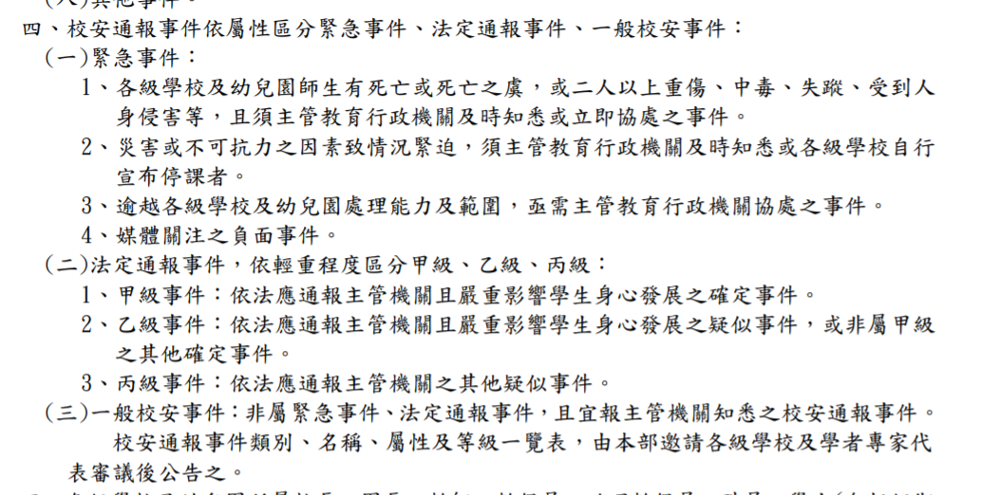 (八)其他事件。
四、校安通報事件依屬性區分緊急事件、法定通報事件、一般校安事件：
(一)緊急事件：
1、各級學校及幼兒園師生有死亡或死亡之虞，或二人以上重傷、中毒、失蹤、受到人
身侵害等，且須主管教育行政機關及時知悉或立即協處之事件。
2、災害或不可抗力之因素致情況緊迫，須主管教育行政機關及時知悉或各級學校自行
宣布停課者。
3、逾越各級學校及幼兒園處理能力及範圍，亟需主管教育行政機關協處之事件。
4、媒體關注之負面事件。
(二)法定通報事件，依輕重程度區分甲級、乙級、丙級：
1、甲級事件：依法應通報主管機關且嚴重影響學生身心發展之確定事件。
2、乙級事件：依法應通報主管機關且嚴重影響學生身心發展之疑似事件，或非屬甲級
之其他確定事件。
3、丙級事件：依法應通報主管機關之其他疑似事件。
(三)一般校安事件：非屬緊急事件、法定通報事件，且宜報主管機關知悉之校安通報事件。
校安通報事件類別、名稱、屬性及等級一覽表，由本部邀請各級學校及學者專家代
表審議後公告之。